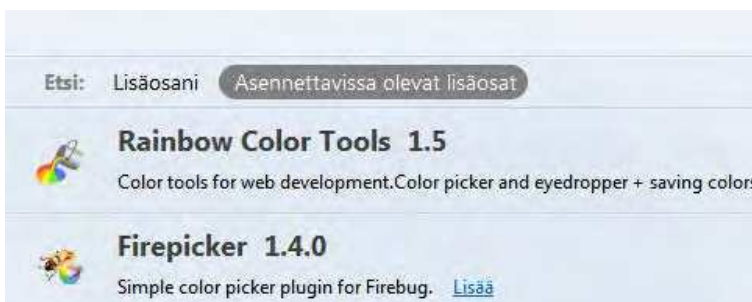 Etsi: Lisäosani Asennettavissa olevat lisäosat
Rainbow Color Tools 1.5
Color tools for web development.Color picker and eyedropper + saving colors
Firepicker 1.4.0
Simple color picker plugin for Firebug. Lisää